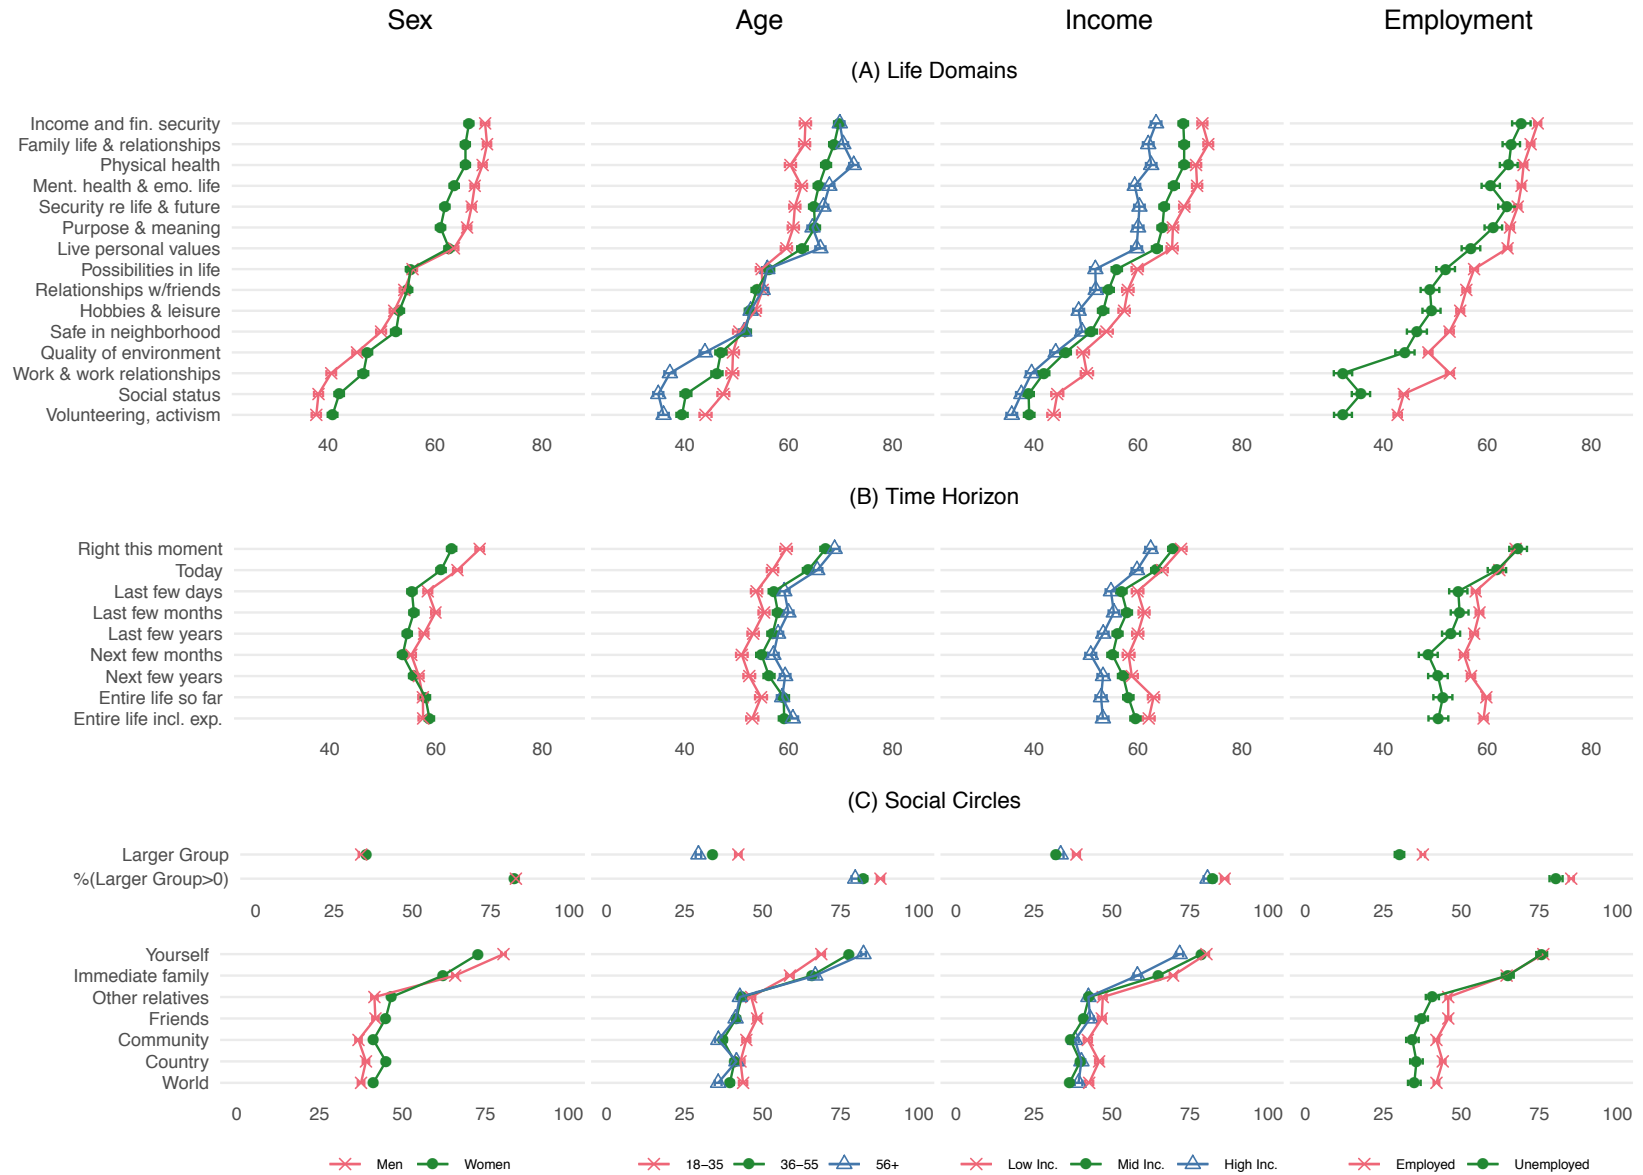 Sex Age Income Employment
(A) Life Domains
Income and fin. security
Family life & relationships
Physical health
Ment. health & emo. life
Security re life & future
Purpose & meaning
Live personal values
Possibilities in life
Relationships w/friends
Hobbies & leisure
Safe in neighborhood
Quality of environment
Work & work relationships
Social status
Volunteering, activism
40 60 80 40 60 80 40 60 80 40 60 80
(B) Time Horizon
Right this moment
Today
Last few days
Last few months
Last few years
Next few months
Next few years
Entire life so far
Entire life incl. exp.
40 60 80 40 60 80 40 60 80 40 60 80
(C) Social Circles
Larger Group
%(Larger Group>0)
0 25 50 75 100 0 25 50 75 100 0 25 50 75 100 0 25 50 75 100
Yourself
Immediate family
Other relatives
Friends
Community
Country
World
0 25 50 75 100 0 25 50 75 100 0 25 50 75 100 0 25 50 75 100
Men Women 18–35 36–55 56+ Low Inc. Mid Inc. High Inc. Employed Unemployed